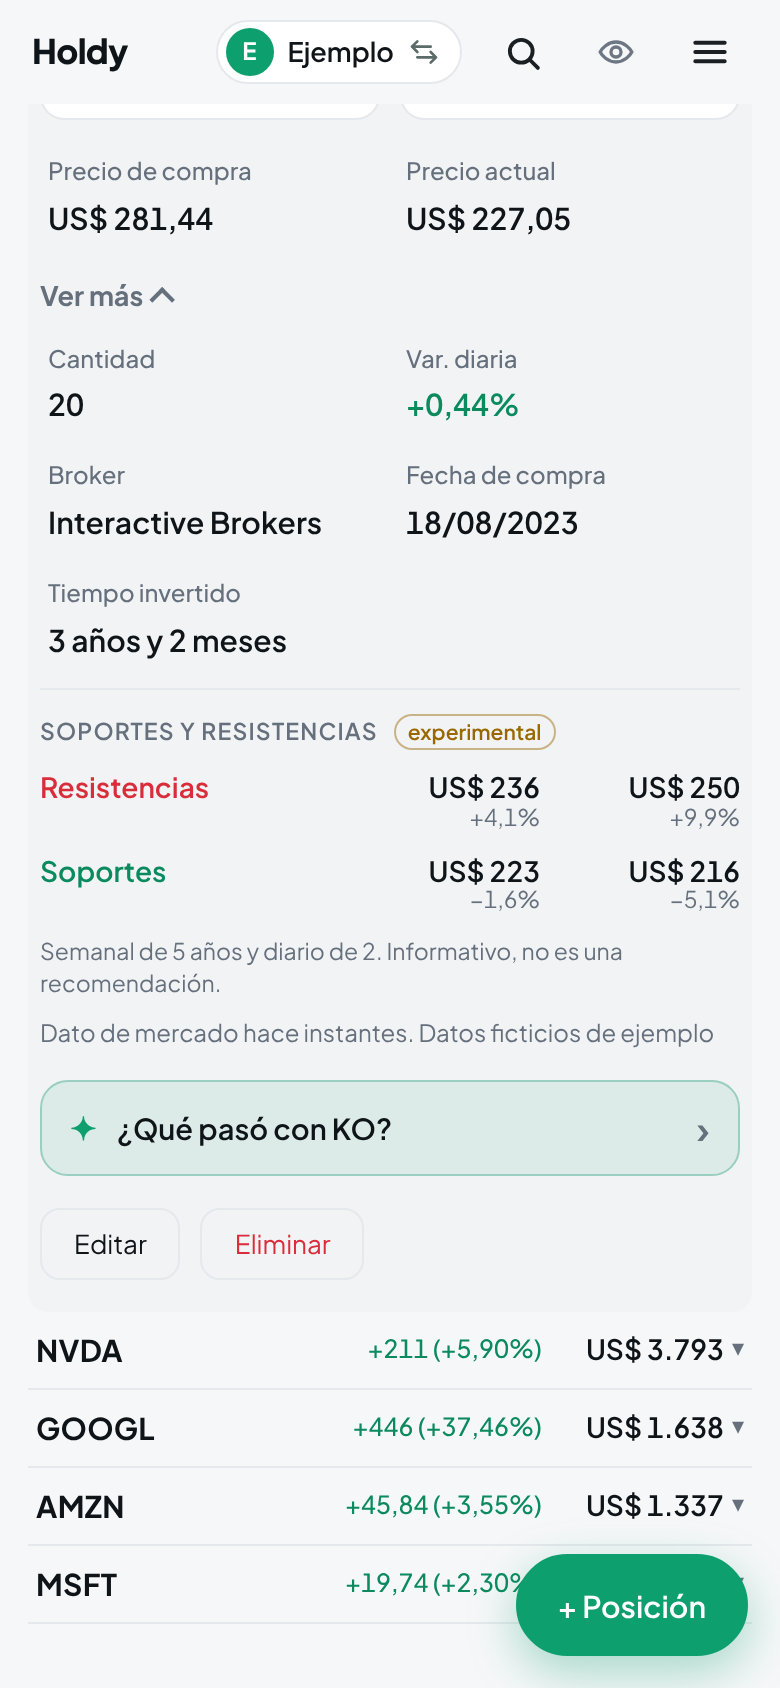 Holdy
E Ejemplo
Precio de compra Precio actual
US$ 281,44 US$ 227,05
Ver más
Cantidad Var. diaria
20 +0,44%
Broker Fecha de compra
Interactive Brokers 18/08/2023
Tiempo invertido
3 años y 2 meses
SOPORTES Y RESISTENCIAS experimental
Resistencias US$ 236 US$ 250
+4,1% +9,9%
Soportes US$ 223 US$ 216
−1,6% −5,1%
Semanal de 5 años y diario de 2. Informativo, no es una
recomendación.
Dato de mercado hace instantes. Datos ficticios de ejemplo
¿Qué pasó con KO? ›
Editar Eliminar
NVDA +211 (+5,90%) US$ 3.793 ▼
GOOGL +446 (+37,46%) US$ 1.638 ▼
AMZN +45,84 (+3,55%) US$ 1.337 ▼
MSFT +19,74 (+2,30%
+ Posición